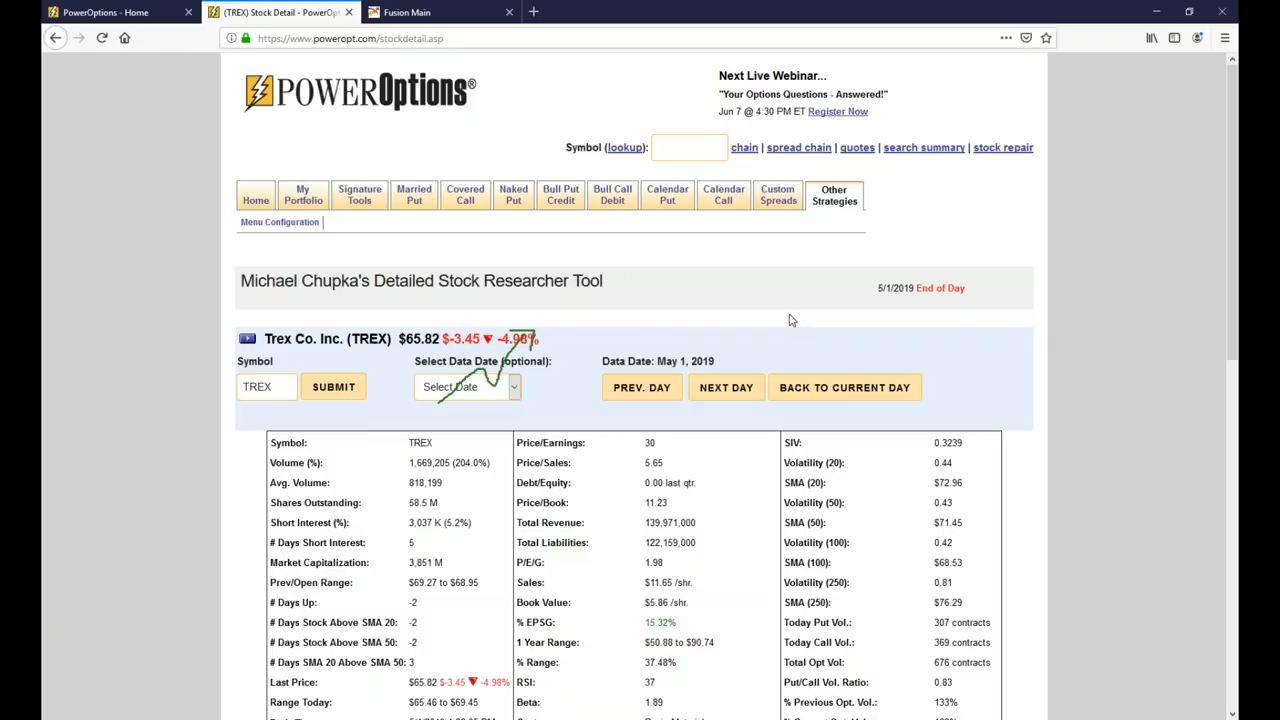 PowerOptions - Home
(TREX) Stock Detail - PowerOp
Fusion Main
https://www.poweropt.com/stockdetail.asp
POWEROptions®
Next Live Webinar...
"Your Options Questions - Answered!"
Jun 7 @ 4:30 PM ET Register Now
Symbol (lookup): chain | spread chain | quotes | search summary | stock repair
Home
My Portfolio
Signature Tools
Married Put
Covered Call
Naked Put
Bull Put Credit
Bull Call Debit
Calendar Put
Calendar Call
Custom Spreads
Other Strategies
Menu Configuration
Michael Chupka's Detailed Stock Researcher Tool
5/1/2019 End of Day
Trex Co. Inc. (TREX) $65.82 $-3.45 ▼ -4.98%
Symbol
Select Data Date (optional):
Data Date: May 1, 2019
TREX
SUBMIT
Select Date
PREV. DAY
NEXT DAY
BACK TO CURRENT DAY
Symbol: TREX Price/Earnings: 30 SIV: 0.3239
Volume (%): 1,669,205 (204.0%) Price/Sales: 5.65 Volatility (20): 0.44
Avg. Volume: 818,199 Debt/Equity: 0.00 last qtr. SMA (20): $72.96
Shares Outstanding: 58.5 M Price/Book: 11.23 Volatility (50): 0.43
Short Interest (%): 3,037 K (5.2%) Total Revenue: 139,971,000 SMA (50): $71.45
# Days Short Interest: 5 Total Liabilities: 122,159,000 Volatility (100): 0.42
Market Capitalization: 3,851 M P/E/G: 1.98 SMA (100): $68.53
Prev/Open Range: $69.27 to $68.95 Sales: $11.65 /shr. Volatility (250): 0.81
# Days Up: -2 Book Value: $5.86 /shr. SMA (250): $76.29
# Days Stock Above SMA 20: -2 % EPSG: 15.32% Today Put Vol.: 307 contracts
# Days Stock Above SMA 50: -2 1 Year Range: $50.88 to $90.74 Today Call Vol.: 369 contracts
# Days SMA 20 Above SMA 50: 3 % Range: 37.48% Total Opt Vol: 676 contracts
Last Price: $65.82 $-3.45 ▼ -4.98% RSI: 37 Put/Call Vol. Ratio: 0.83
Range Today: $65.46 to $69.45 Beta: 1.89 % Previous Opt. Vol.: 133%